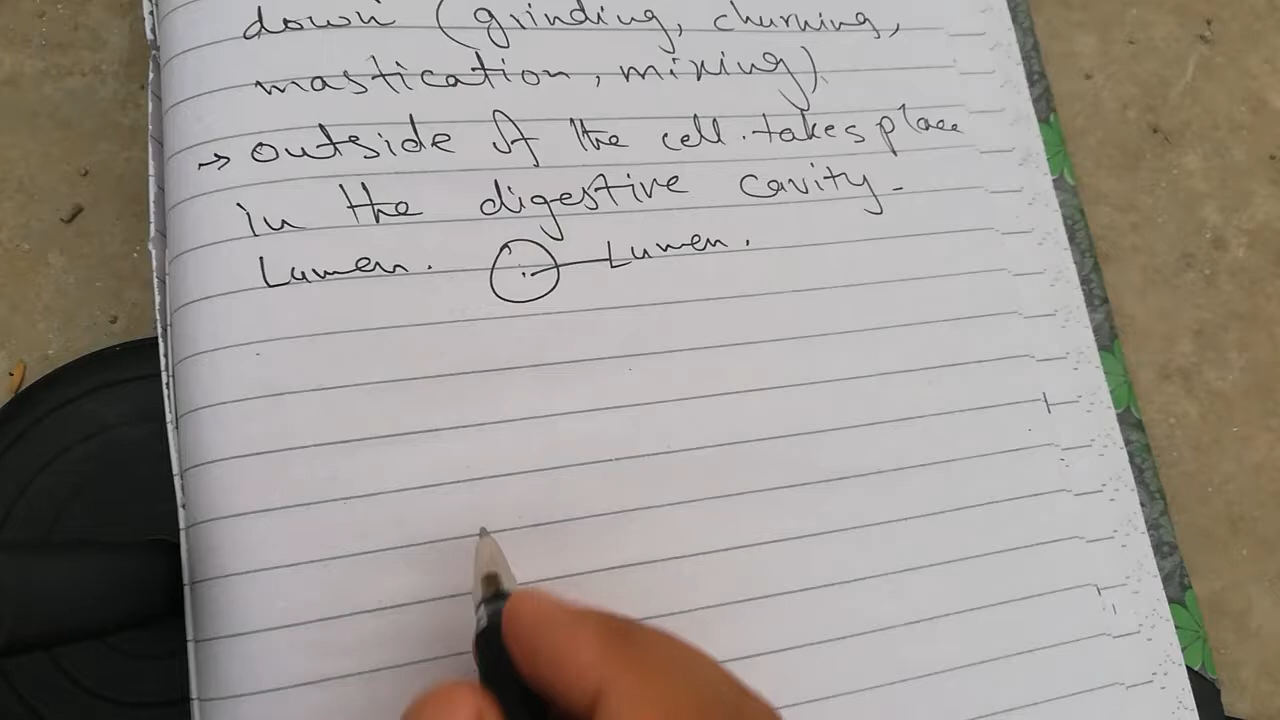 down (grinding, churning,
mastication, mixing).
→ outside of the cell. takes place
in the digestive cavity-
Lumen. Lumen.